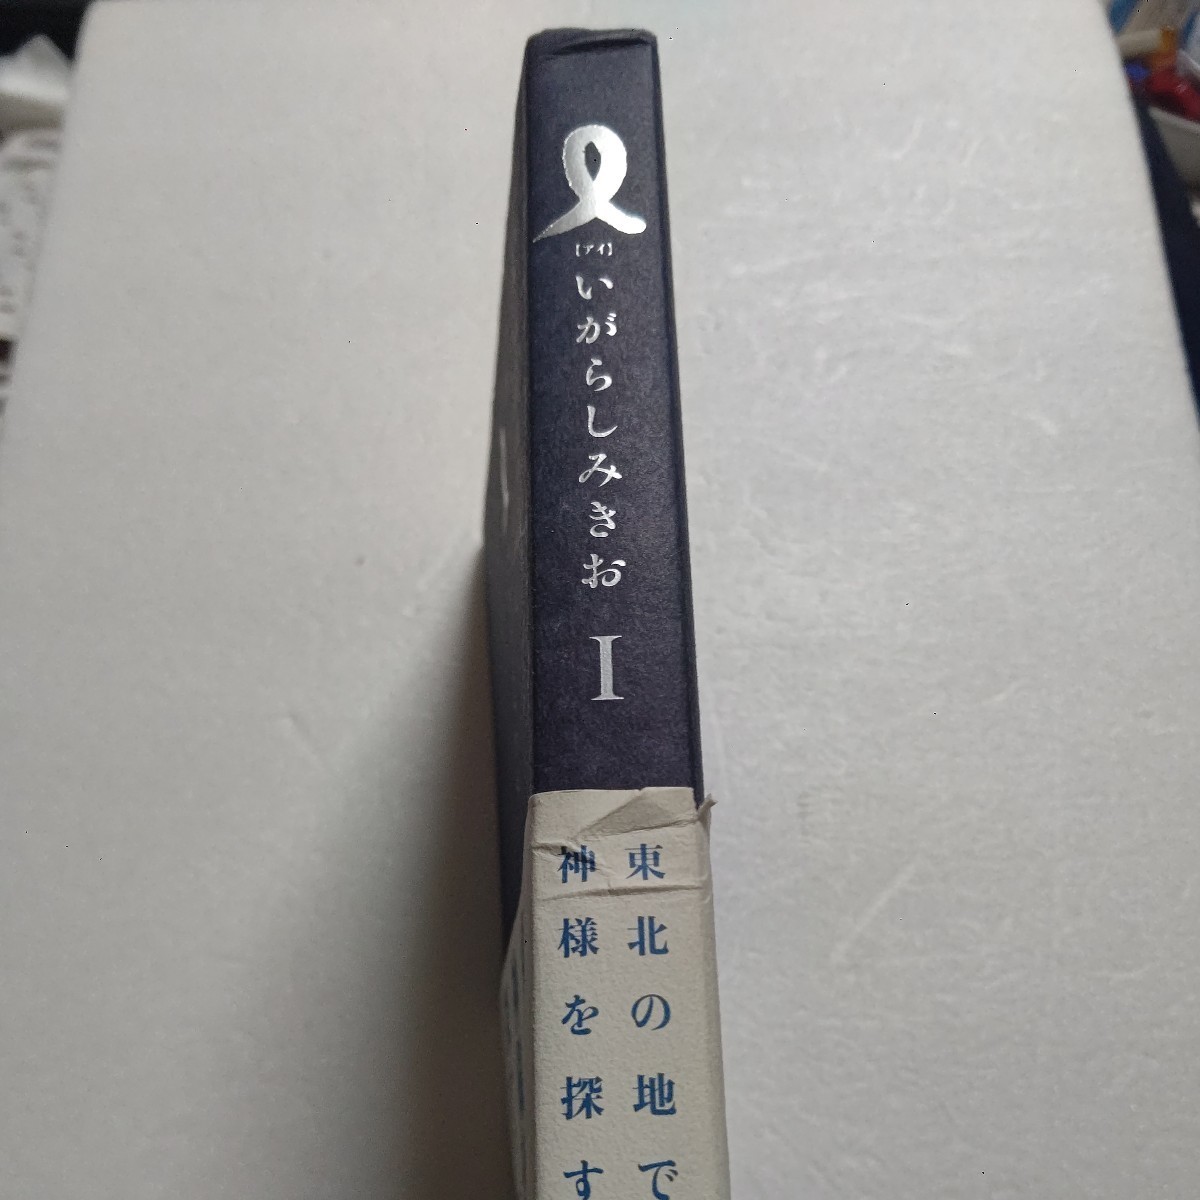 【アイ】
いがらしみきお
I
東北の地で
神様を探す